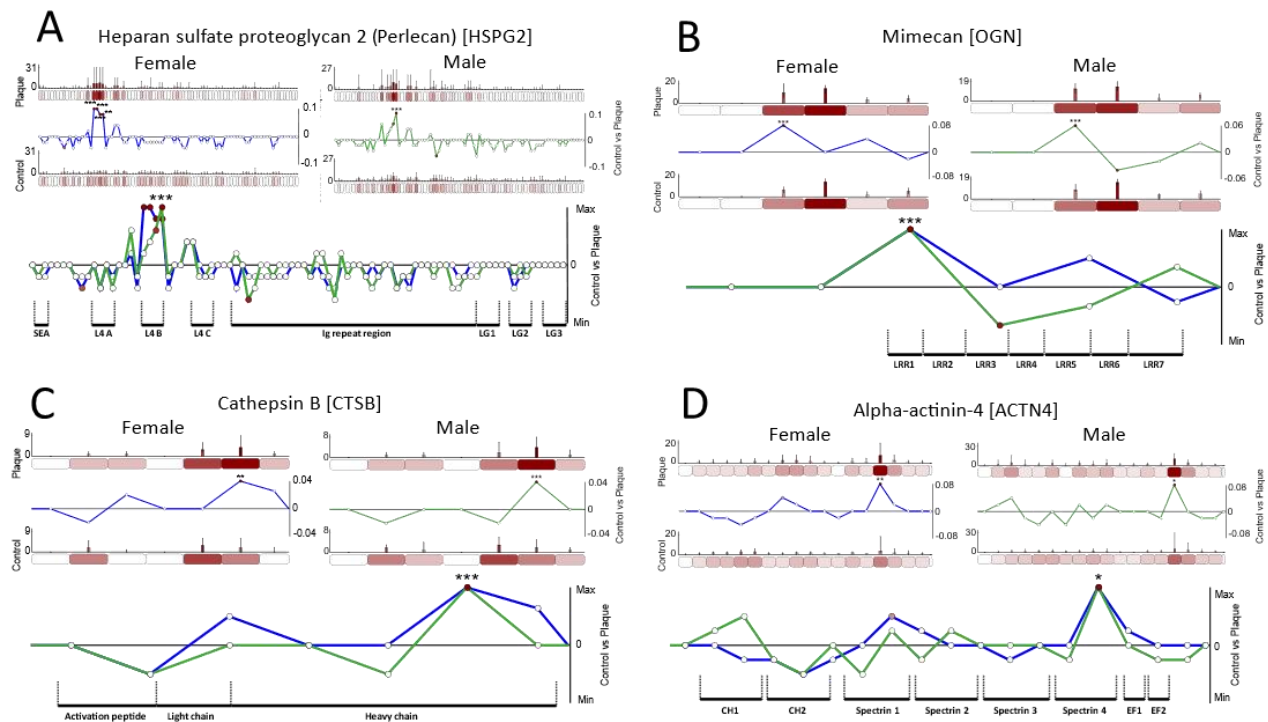 A
Heparan sulfate proteoglycan 2 (Perlecan) [HSPG2]
Female
Male
31
0
Plaque
27
0
***
***
**
***
***
0.1
0
-0.1
0.1
0
-0.1
Control vs Plaque
31
0
Control
27
0
***
Max
0
Min
Control vs Plaque
SEA
L4 A
L4 B
L4 C
Ig repeat region
LG1
LG2
LG3
B
Mimecan [OGN]
Female
Male
20
0
Plaque
19
0
***
***
0.08
0
-0.08
0.06
0
-0.06
Control vs Plaque
20
0
Control
19
0
***
Max
0
Min
Control vs Plaque
LRR1
LRR2
LRR3
LRR4
LRR5
LRR6
LRR7
C
Cathepsin B [CTSB]
Female
Male
9
0
Plaque
8
0
**
***
0.04
0
-0.04
0.04
0
-0.04
Control vs Plaque
9
0
Control
8
0
***
Max
0
Min
Control vs Plaque
Activation peptide
Light chain
Heavy chain
D
Alpha-actinin-4 [ACTN4]
Female
Male
20
0
Plaque
30
0
**
*
0.08
0
-0.08
0.08
0
-0.08
Control vs Plaque
20
0
Control
30
0
*
Max
0
Min
Control vs Plaque
CH1
CH2
Spectrin 1
Spectrin 2
Spectrin 3
Spectrin 4
EF1
EF2